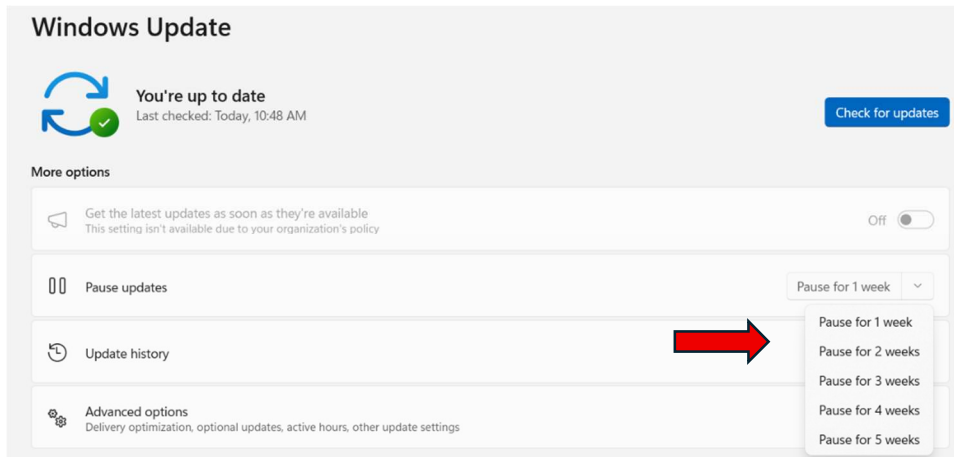 Windows Update
You're up to date
Last checked: Today, 10:48 AM
Check for updates
More options
Get the latest updates as soon as they're available
This setting isn't available due to your organization's policy
Off
Pause updates
Pause for 1 week
Pause for 1 week
Pause for 2 weeks
Pause for 3 weeks
Pause for 4 weeks
Pause for 5 weeks
Update history
Advanced options
Delivery optimization, optional updates, active hours, other update settings